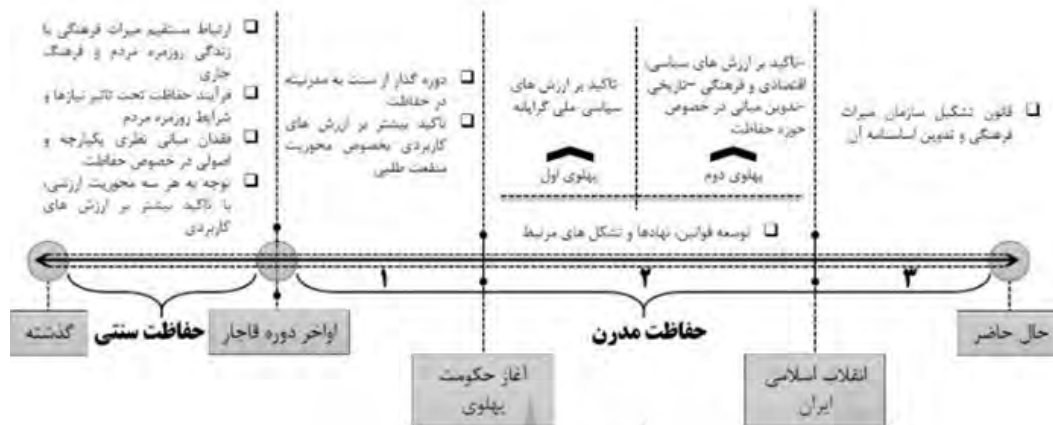 ارتباط مستقیم میراث فرهنگی با
زندگی روزمره مردم و فرهنگ
جاری
فرآیند حفاظت تحت تاثیر نیازها و
شرایط روزمره مردم
فقدان مبانی نظری یکپارچه و
اصولی در خصوص حفاظت
توجه به هر سه محوریت ارزشی،
با تاکید بیشتر بر ارزش های
کاربردی
دوره گذار از سنت به مدرنیته
در حفاظت
تاکید بیشتر بر ارزش های
کاربردی بخصوص محوریت
منفعت طلبی
-تاکید بر ارزش های
سیاسی ملی گرایانه
پهلوی اول
-تاکید بر ارزش های سیاسی،
اقتصادی و فرهنگی -تاریخی
-تدوین مبانی در خصوص
حوزه حفاظت
پهلوی دوم
توسعه قوانین، نهادها و تشکل های مرتبط
قانون تشکیل سازمان میراث
فرهنگی و تدوین اساسنامه آن
۱
۲
۳
گذشته
حفاظت سنتی
اواخر دوره قاجار
آغاز حکومت
پهلوی
حفاظت مدرن
انقلاب اسلامی
ایران
حال حاضر